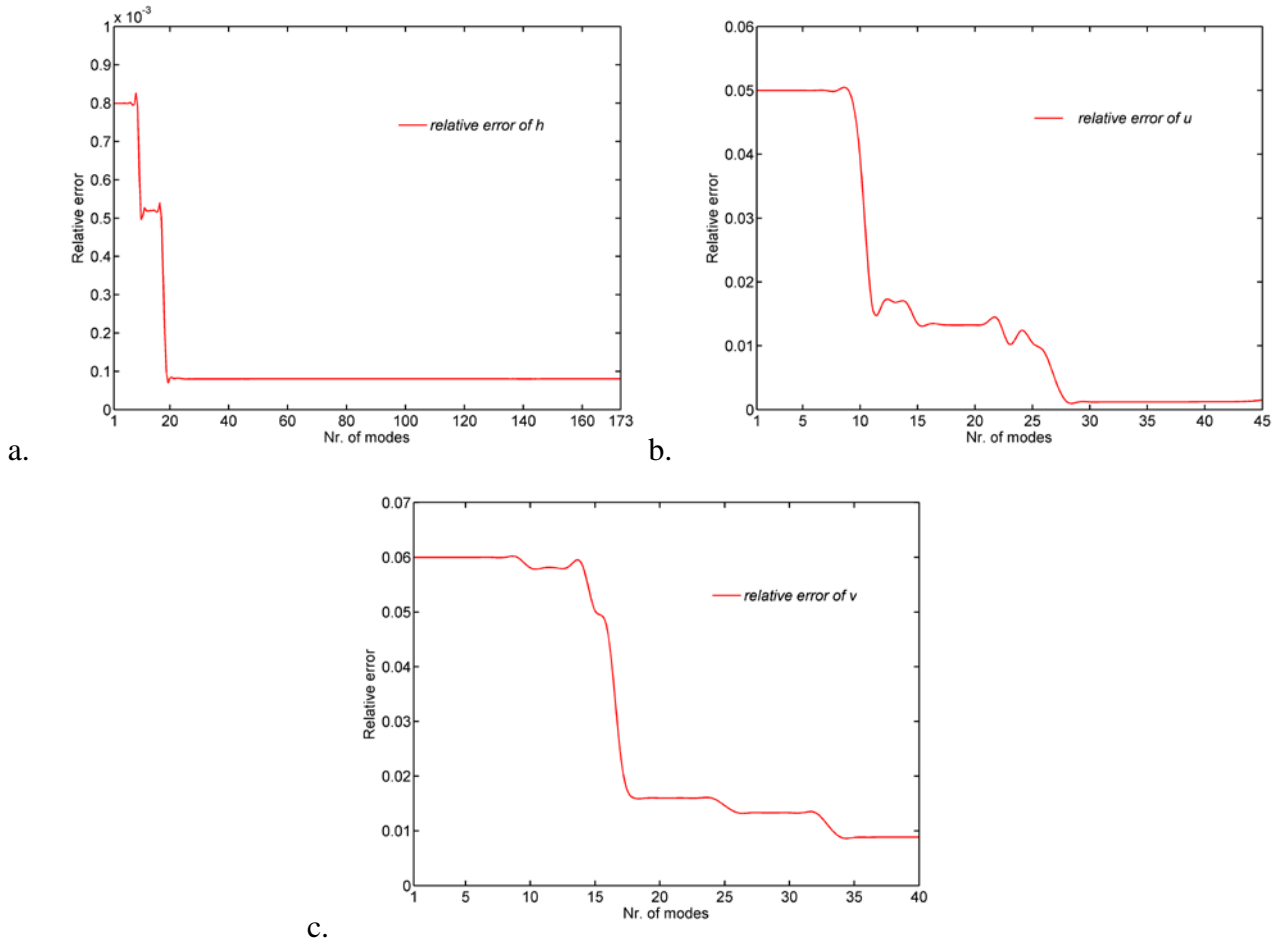 x 10⁻³
1
0.9
0.8
0.7
0.6
0.5
0.4
0.3
0.2
0.1
0
Relative error
relative error of h
1 20 40 60 80 100 120 140 160 173
Nr. of modes
a.
0.06
0.05
0.04
0.03
0.02
0.01
0
Relative error
relative error of u
1 5 10 15 20 25 30 35 40 45
Nr. of modes
b.
0.07
0.06
0.05
0.04
0.03
0.02
0.01
0
Relative error
relative error of v
1 5 10 15 20 25 30 35 40
Nr. of modes
c.